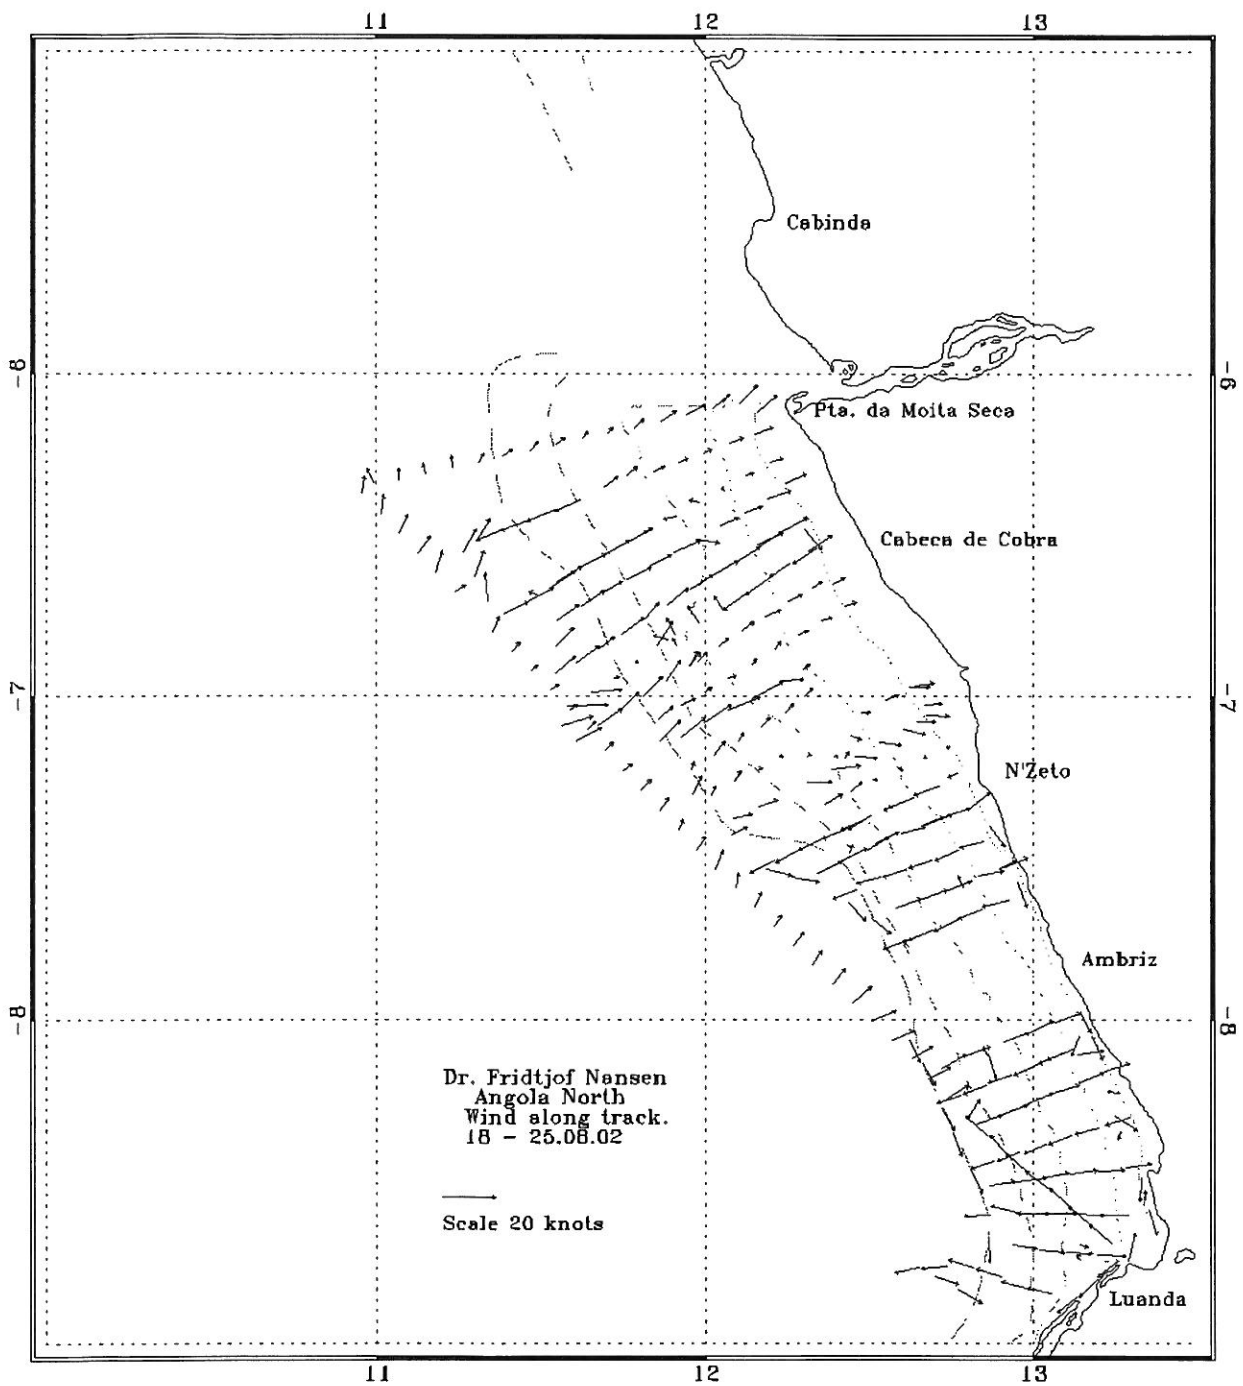 11 12 13
Cabinda
-6 -6
Pta. da Moita Seca
Cabeca de Cobra
-7 -7
N'Zeto
Ambriz
-8 -8
Dr. Fridtjof Nansen
Angola North
Wind along track.
18 - 25.08.02
Scale 20 knots
Luanda
11 12 13